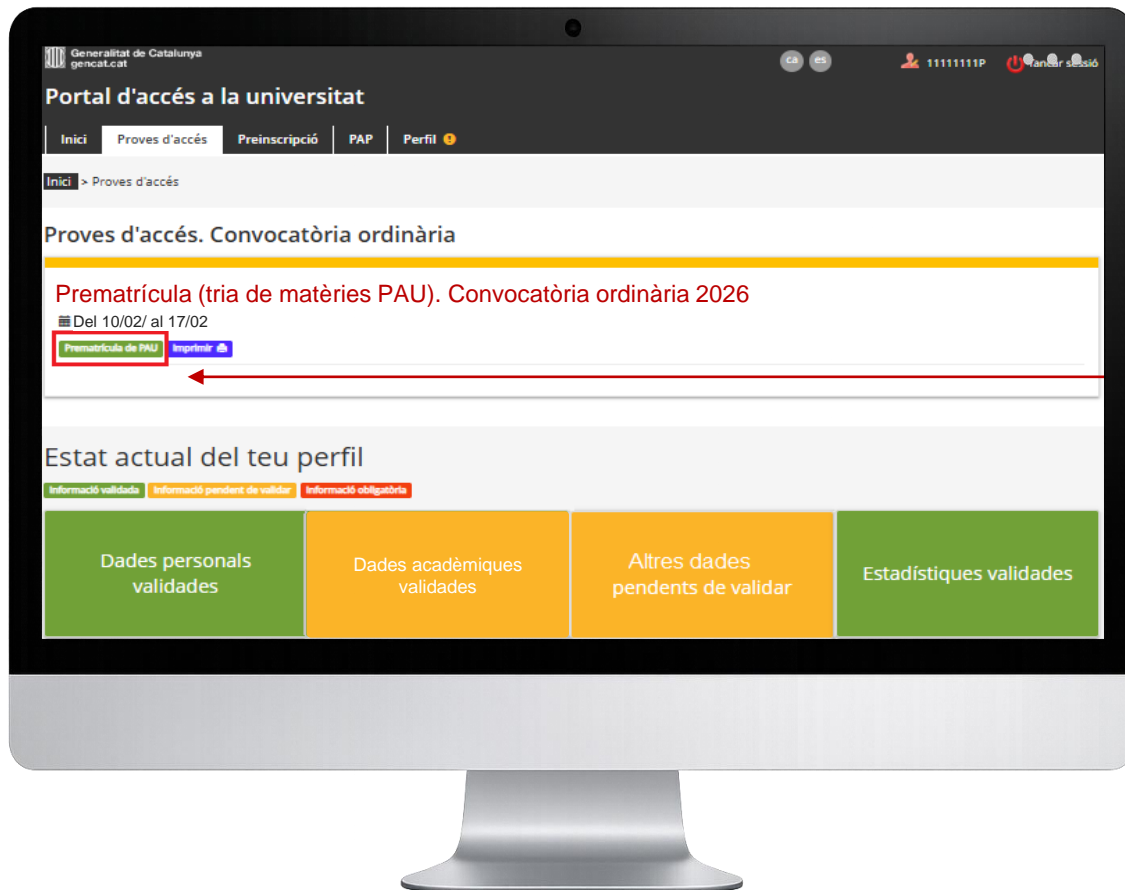 Generalitat de Catalunya
gencat.cat
ca es 11111111P Tancar sessió
Portal d'accés a la universitat
Inici Proves d'accés Preinscripció PAP Perfil
Inici > Proves d'accés
Proves d'accés. Convocatòria ordinària
Prematrícula (tria de matèries PAU). Convocatòria ordinària 2026
Del 10/02/ al 17/02
Prematrícula de PAU Imprimir
Estat actual del teu perfil
Informació validada Informació pendent de validar Informació obligatòria
Dades personals
validades
Dades acadèmiques
validades
Altres dades
pendents de validar
Estadístiques validades